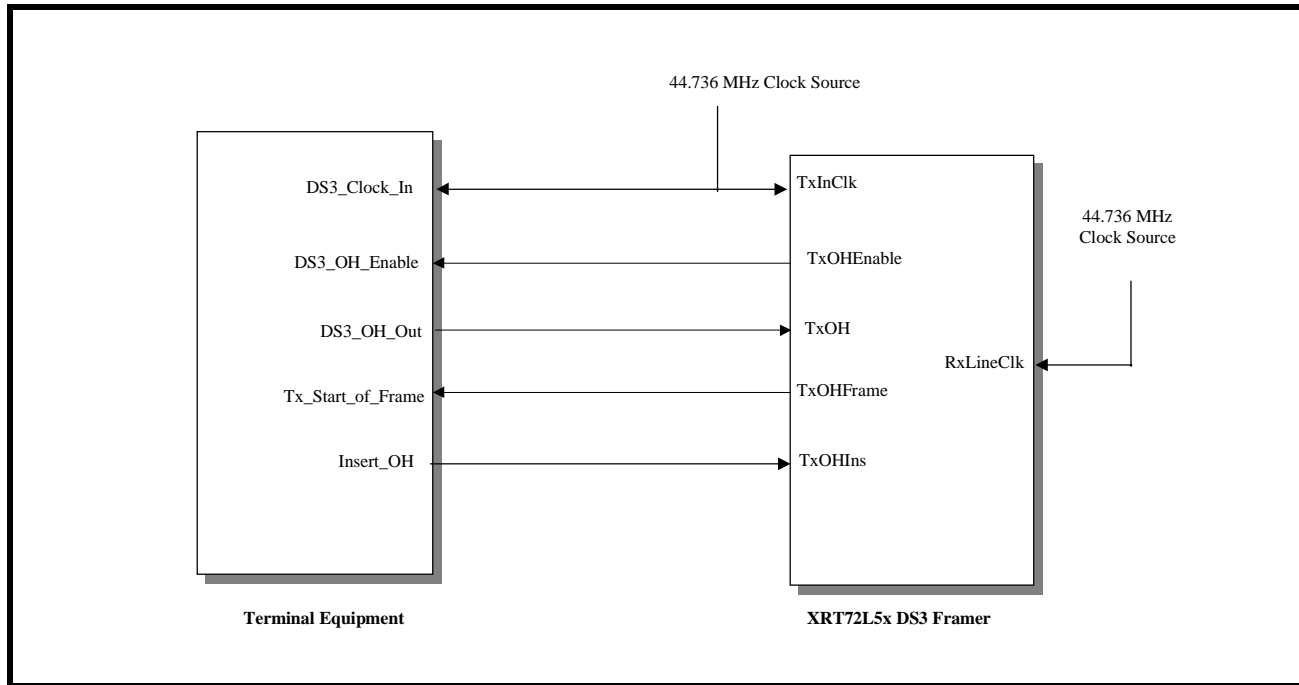 44.736 MHz Clock Source
DS3_Clock_In
TxInClk
44.736 MHz
Clock Source
DS3_OH_Enable
TxOHEnable
DS3_OH_Out
TxOH
RxLineClk
Tx_Start_of_Frame
TxOHFrame
Insert_OH
TxOHIns
Terminal Equipment
XRT72L5x DS3 Framer